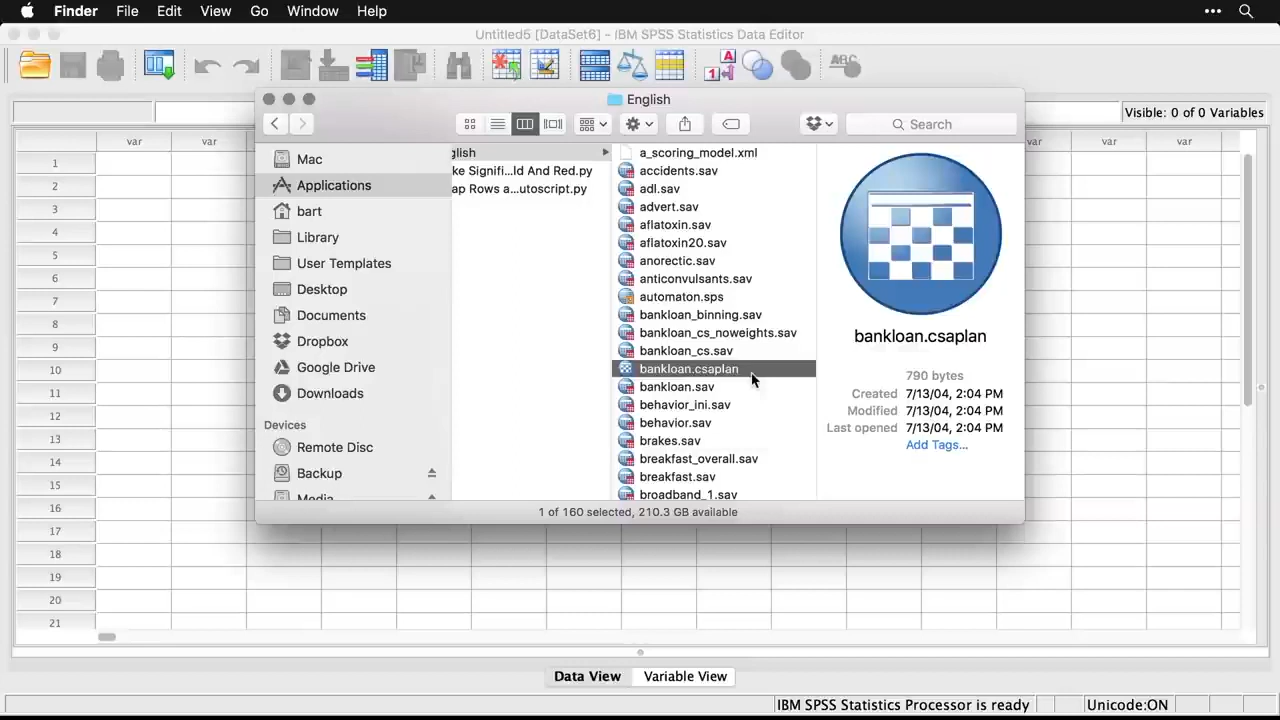 Finder File Edit View Go Window Help
Untitled5 [DataSet6] – IBM SPSS Statistics Data Editor
A
1
ABC
English
Visible: 0 of 0 Variables
Search
var var var var var
1
2
3
4
5
6
7
8
9
10
11
12
13
14
15
16
17
18
19
20
21
Mac
Applications
bart
Library
User Templates
Desktop
Documents
Dropbox
Google Drive
Downloads
Devices
Remote Disc
Backup
Media
glish
ke Signifi...ld And Red.py
ap Rows a...utoscript.py
a_scoring_model.xml
accidents.sav
adl.sav
advert.sav
aflatoxin.sav
aflatoxin20.sav
anorectic.sav
anticonvulsants.sav
automaton.sps
bankloan_binning.sav
bankloan_cs_noweights.sav
bankloan_cs.sav
bankloan.csaplan
bankloan.sav
behavior_ini.sav
behavior.sav
brakes.sav
breakfast_overall.sav
breakfast.sav
broadband_1.sav
bankloan.csaplan
790 bytes
Created 7/13/04, 2:04 PM
Modified 7/13/04, 2:04 PM
Last opened 7/13/04, 2:04 PM
Add Tags...
1 of 160 selected, 210.3 GB available
Data View Variable View
IBM SPSS Statistics Processor is ready Unicode:ON